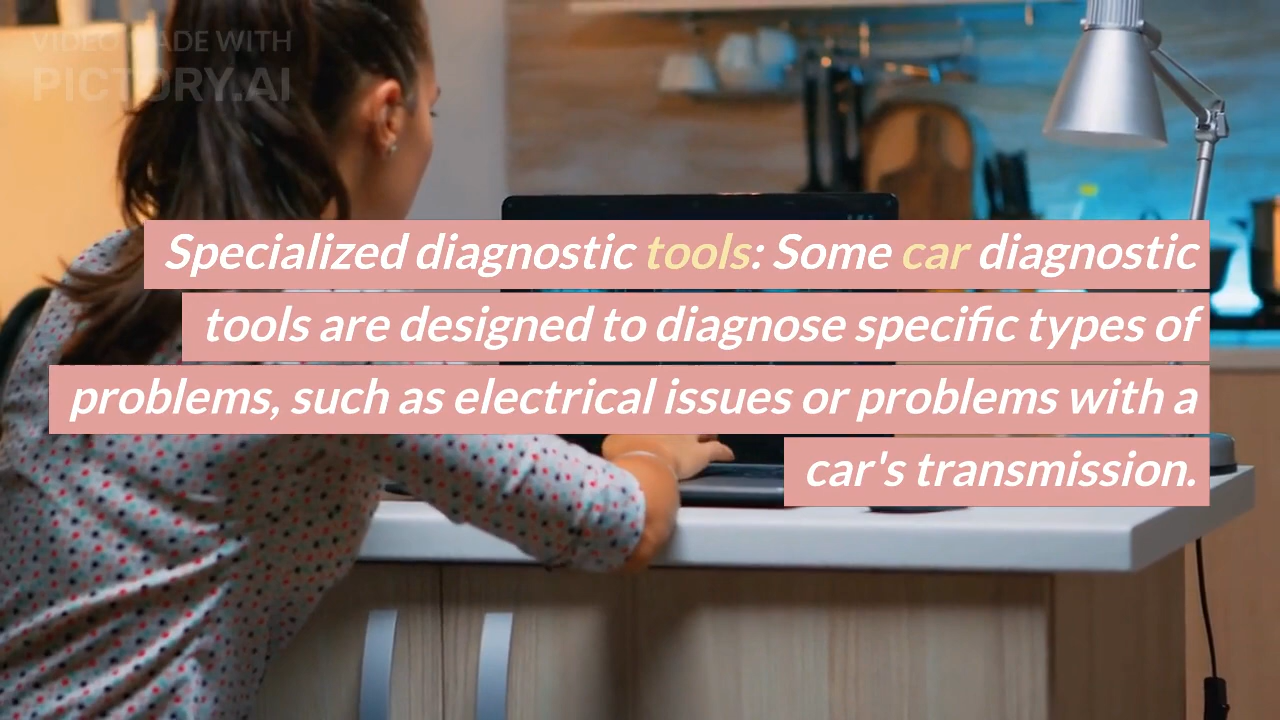 VIDEO MADE WITH
PICTORY.AI
Specialized diagnostic tools: Some car diagnostic
tools are designed to diagnose specific types of
problems, such as electrical issues or problems with a
car's transmission.